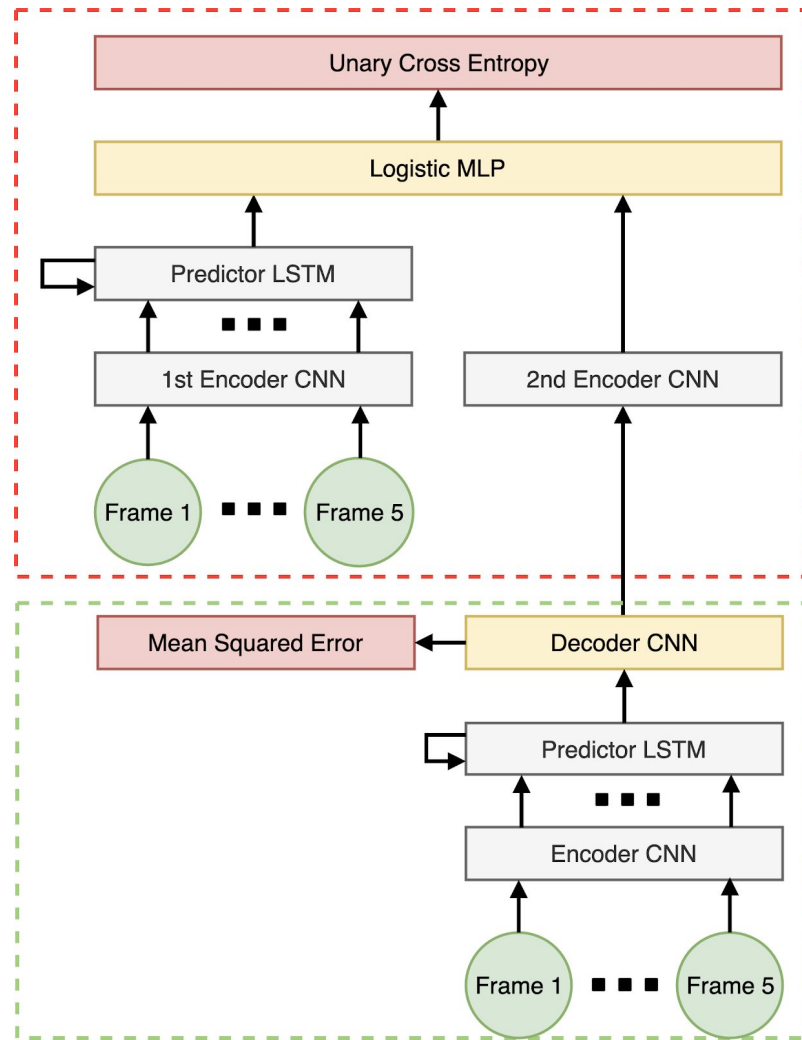 Unary Cross Entropy
Logistic MLP
Predictor LSTM
1st Encoder CNN
2nd Encoder CNN
Frame 1
Frame 5
Mean Squared Error
Decoder CNN
Predictor LSTM
Encoder CNN
Frame 1
Frame 5